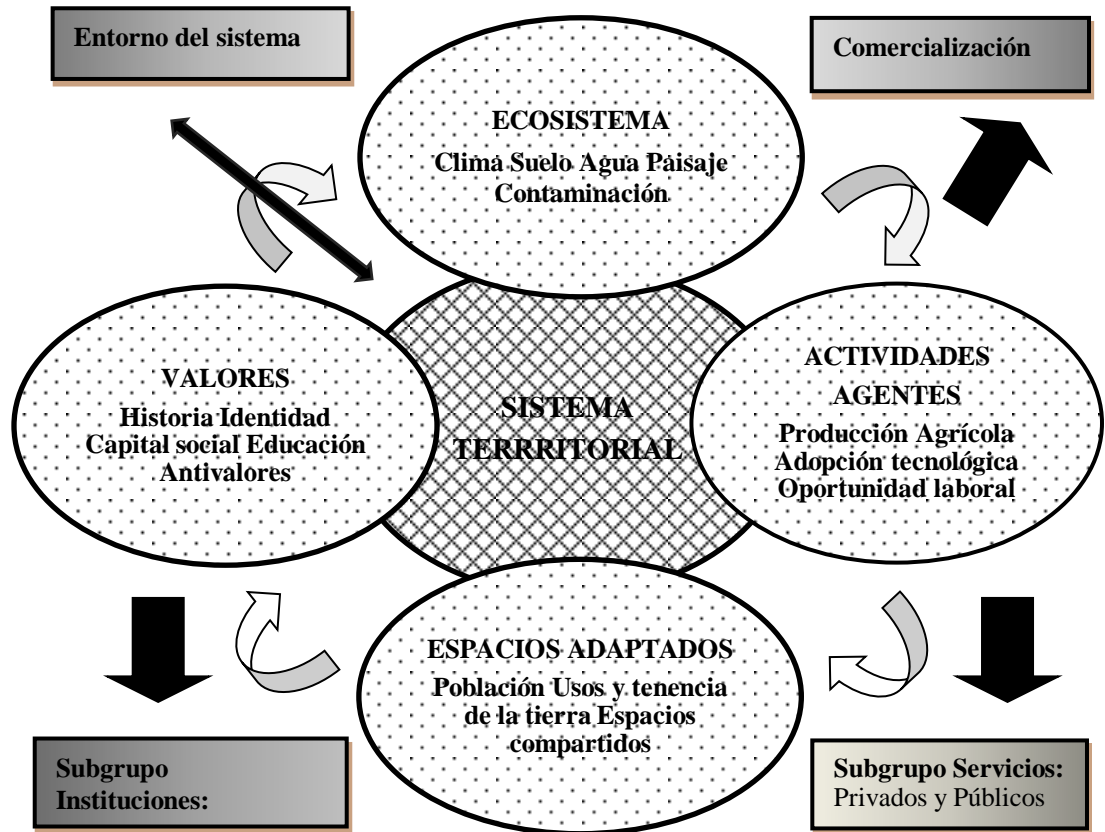 Entorno del sistema
Comercialización
ECOSISTEMA
Clima Suelo Agua Paisaje
Contaminación
VALORES
Historia Identidad
Capital social Educación
Antivalores
SISTEMA
TERRRITORIAL
ACTIVIDADES
AGENTES
Producción Agrícola
Adopción tecnológica
Oportunidad laboral
ESPACIOS ADAPTADOS
Población Usos y tenencia
de la tierra Espacios
compartidos
Subgrupo
Instituciones:
Subgrupo Servicios:
Privados y Públicos